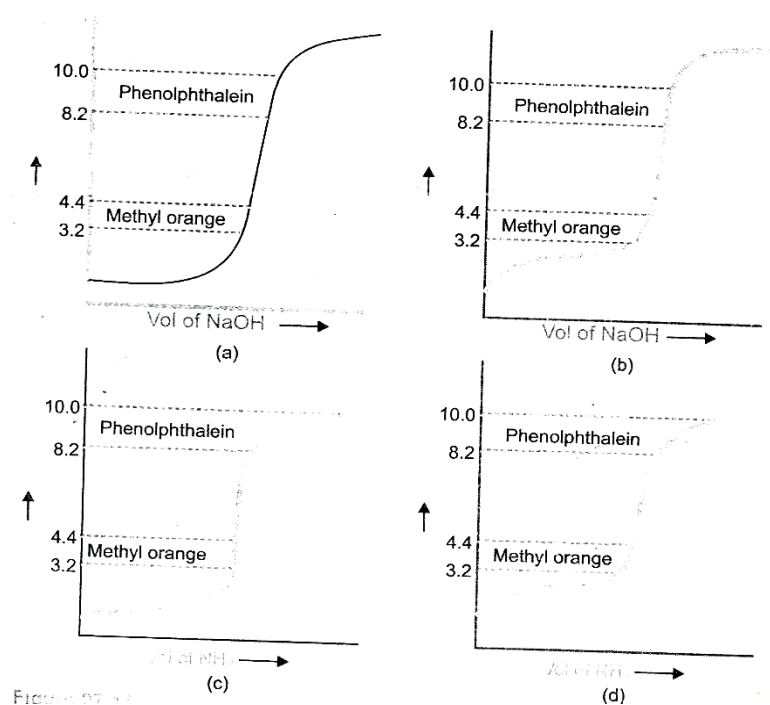 10.0
Phenolphthalein
8.2
4.4
Methyl orange
3.2
Vol of NaOH
(a)
10.0
Phenolphthalein
8.2
4.4
Methyl orange
3.2
Vol of NaOH
(b)
10.0
Phenolphthalein
8.2
4.4
Methyl orange
3.2
(c)
10.0
Phenolphthalein
8.2
4.4
Methyl orange
3.2
(d)